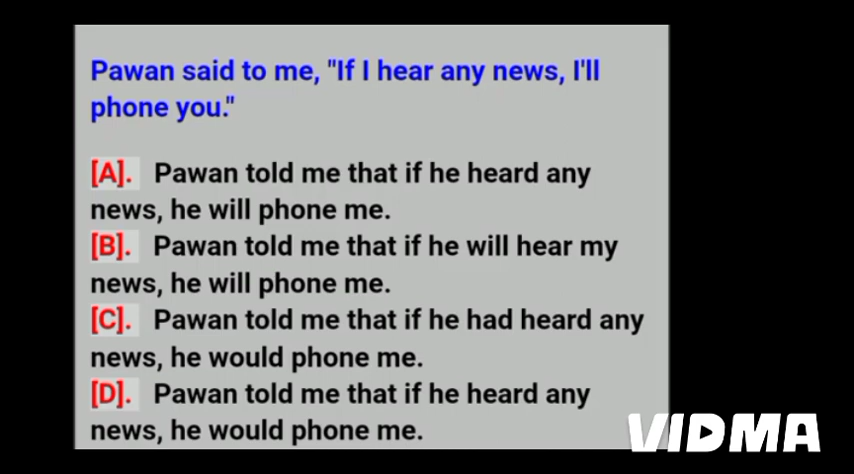 Pawan said to me, "If I hear any news, I'll
phone you."
[A]. Pawan told me that if he heard any
news, he will phone me.
[B]. Pawan told me that if he will hear my
news, he will phone me.
[C]. Pawan told me that if he had heard any
news, he would phone me.
[D]. Pawan told me that if he heard any
news, he would phone me.
VIDMA